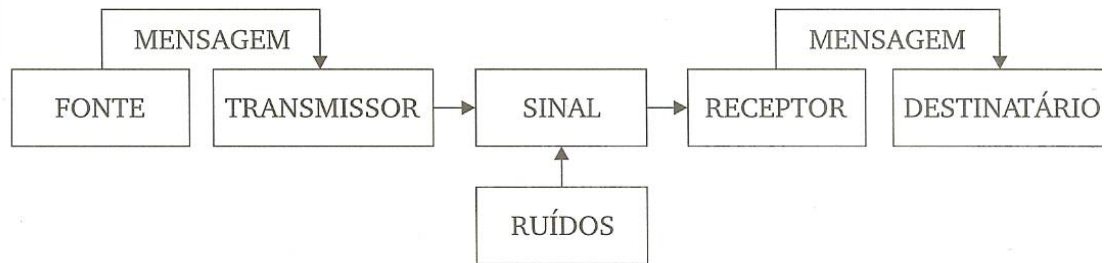 MENSAGEM MENSAGEM
FONTE TRANSMISSOR SINAL RECEPTOR DESTINATÁRIO
RUÍDOS